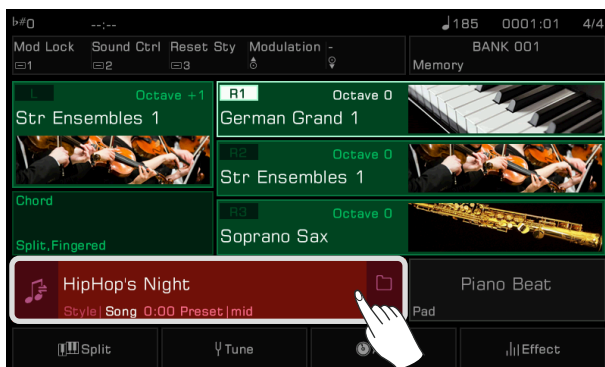 ♭#0 --:-- ♩185 0001:01 4/4
Mod Lock Sound Ctrl Reset Sty Modulation - BANK 001
1 2 3 Memory
L Octave +1
Str Ensembles 1
R1 Octave 0
German Grand 1
R2 Octave 0
Str Ensembles 1
Chord
Split,Fingered
R3 Octave 0
Soprano Sax
HipHop's Night
Style| Song 0:00 Preset|mid
Piano Beat
Pad
Split Tune Effect